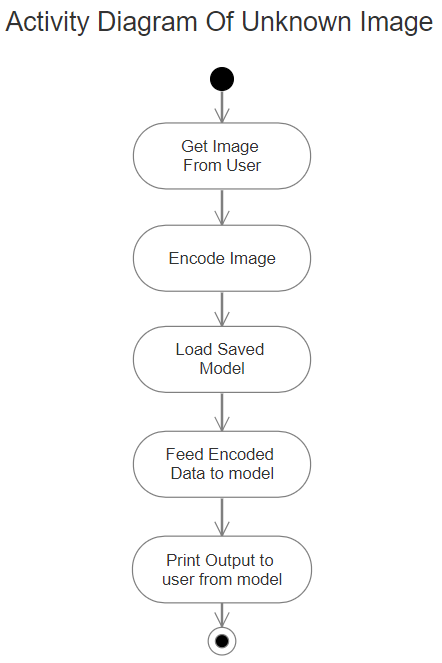 Activity Diagram Of Unknown Image
Get Image
From User
Encode Image
Load Saved
Model
Feed Encoded
Data to model
Print Output to
user from model